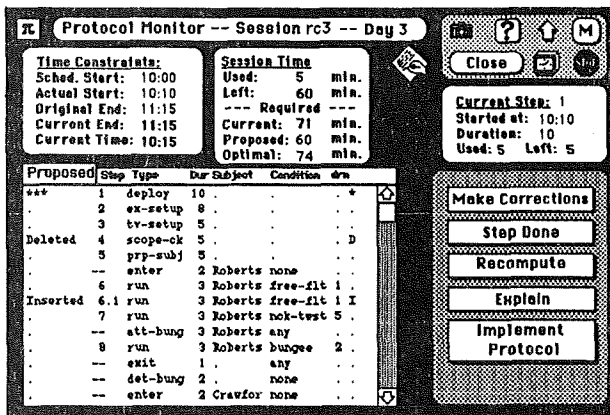 π Protocol Monitor -- Session rc3 -- Day 3
? M
Close
Time Constraints:
Sched. Start: 10:00
Actual Start: 10:10
Original End: 11:15
Current End: 11:15
Current Time: 10:15
Session Time
Used: 5 min.
Left: 60 min.
--- Required ---
Current: 71 min.
Proposed: 60 min.
Optimal: 74 min.
Current Step: 1
Started at: 10:10
Duration: 10
Used: 5 Left: 5
Proposed Step Type Dur Subject Condition drn
*** 1 deploy 10 . . . *
. 2 ex-setup 8 . . . .
. 3 tv-setup 5 . . . .
Deleted 4 scope-ck 5 . . . D
. 5 prp-subj 5 . . . .
. -- enter 2 Roberts none . .
. 6 run 3 Roberts free-flt 1 .
Inserted 6.1 run 3 Roberts free-flt 1 I
. 7 run 3 Roberts nok-twst 5 .
. -- att-bung 3 Roberts any . .
. 8 run 3 Roberts bungee 2 .
. -- exit 1 . any . .
. -- det-bung 2 . none . .
. -- enter 2 Crawfor none . .
Make Corrections
Step Done
Recompute
Explain
Implement
Protocol